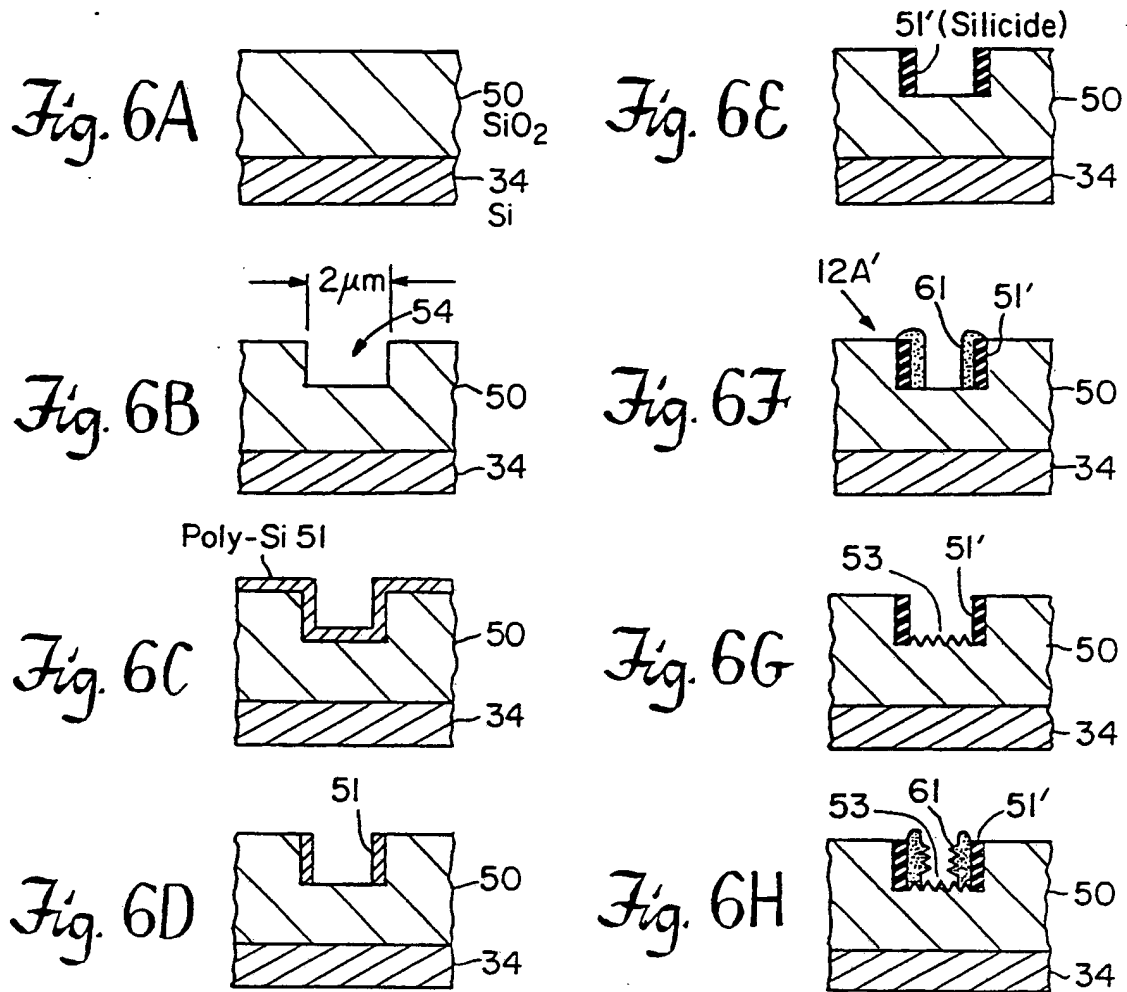 Fig. 6A
50
SiO2
34
Si
Fig. 6B
2μm
54
50
34
Fig. 6C
Poly-Si 51
50
34
Fig. 6D
51
50
34
Fig. 6E
51' (Silicide)
50
34
Fig. 6F
12A'
61
51'
50
34
Fig. 6G
53
51'
50
34
Fig. 6H
53
61
51'
50
34